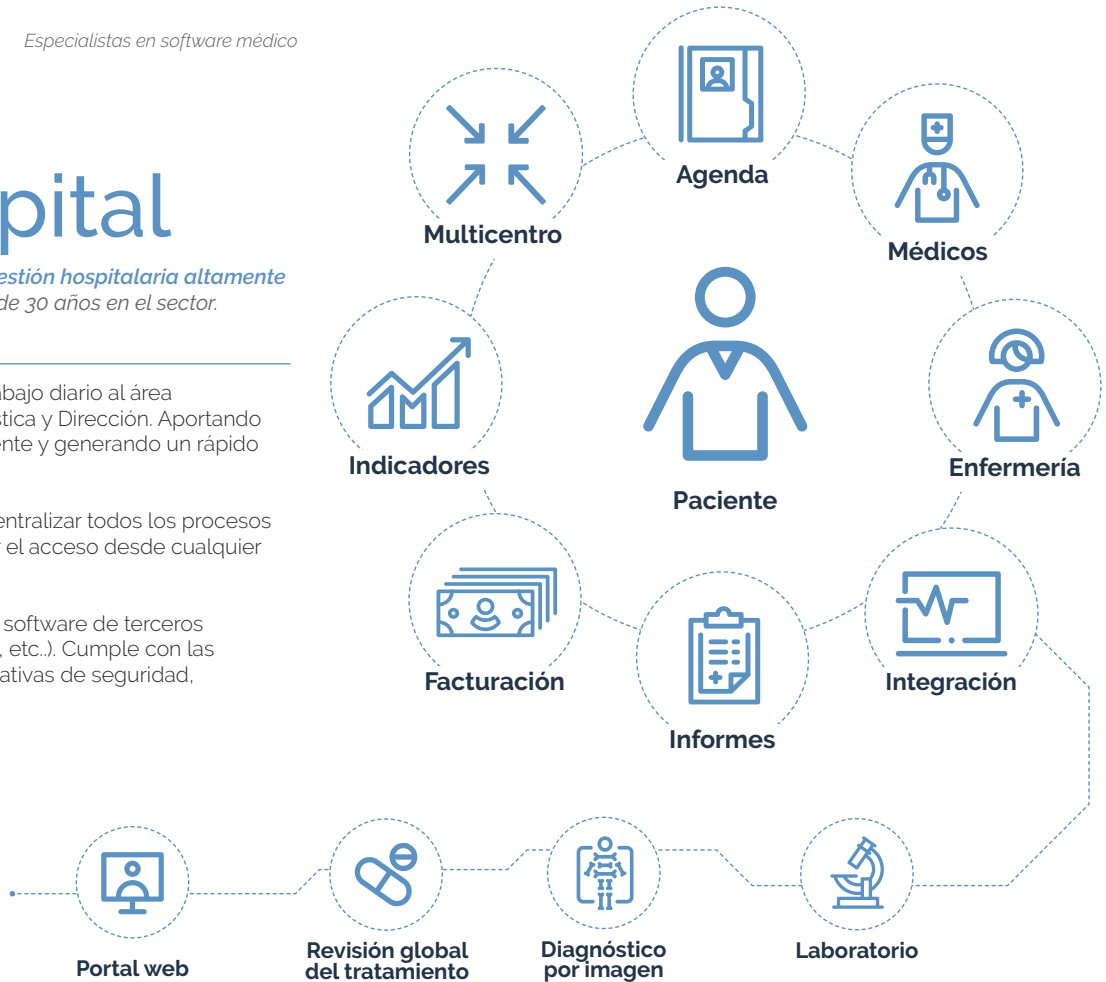 Especialistas en software médico
pital
estión hospitalaria altamente
de 30 años en el sector.
abajo diario al área
stica y Dirección. Aportando
ente y generando un rápido
entralizar todos los procesos
r el acceso desde cualquier
software de terceros
, etc..). Cumple con las
ativas de seguridad,
Agenda
Multicentro
Médicos
Indicadores
Paciente
Enfermería
Facturación
Informes
Integración
Portal web
Revisión global
del tratamiento
Diagnóstico
por imagen
Laboratorio